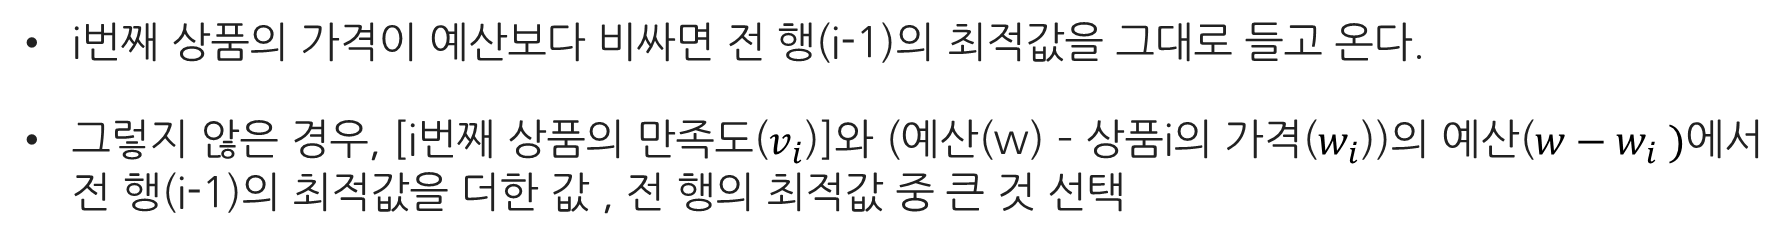 • i번째 상품의 가격이 예산보다 비싸면 전 행(i-1)의 최적값을 그대로 들고 온다.
• 그렇지 않은 경우, [i번째 상품의 만족도(𝑣ᵢ)]와 (예산(w) - 상품i의 가격(𝑤ᵢ))의 예산(𝑤 − 𝑤ᵢ )에서
전 행(i-1)의 최적값을 더한 값 , 전 행의 최적값 중 큰 것 선택